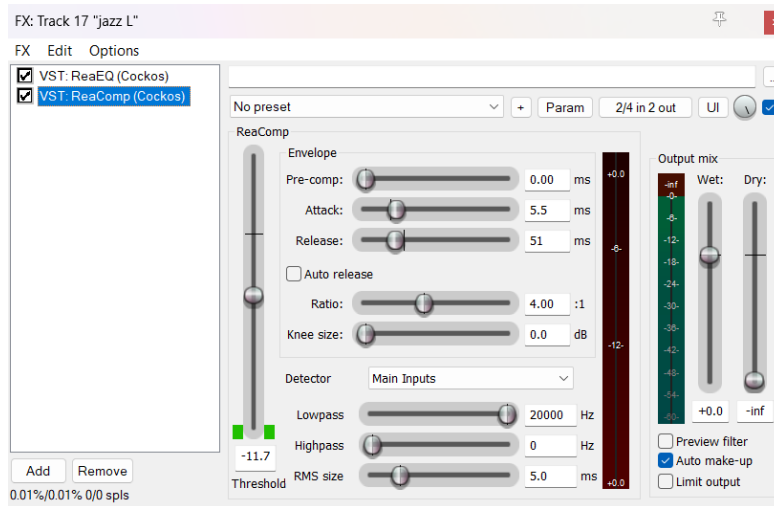 FX: Track 17 "jazz L"
FX Edit Options
VST: ReaEQ (Cockos)
VST: ReaComp (Cockos)
No preset + Param 2/4 in 2 out UI
ReaComp
Envelope
Pre-comp: 0.00 ms
Attack: 5.5 ms
Release: 51 ms
Auto release
Ratio: 4.00 :1
Knee size: 0.0 dB
Detector Main Inputs
Lowpass 20000 Hz
Highpass 0 Hz
RMS size 5.0 ms
-11.7
Threshold
+0.0
-6-
-12-
+0.0
Output mix
Wet: Dry:
-inf
-0-
-6-
-12-
-18-
-24-
-30-
-36-
-42-
-48-
-54-
-60-
+0.0 -inf
Preview filter
Auto make-up
Limit output
Add Remove
0.01%/0.01% 0/0 spls